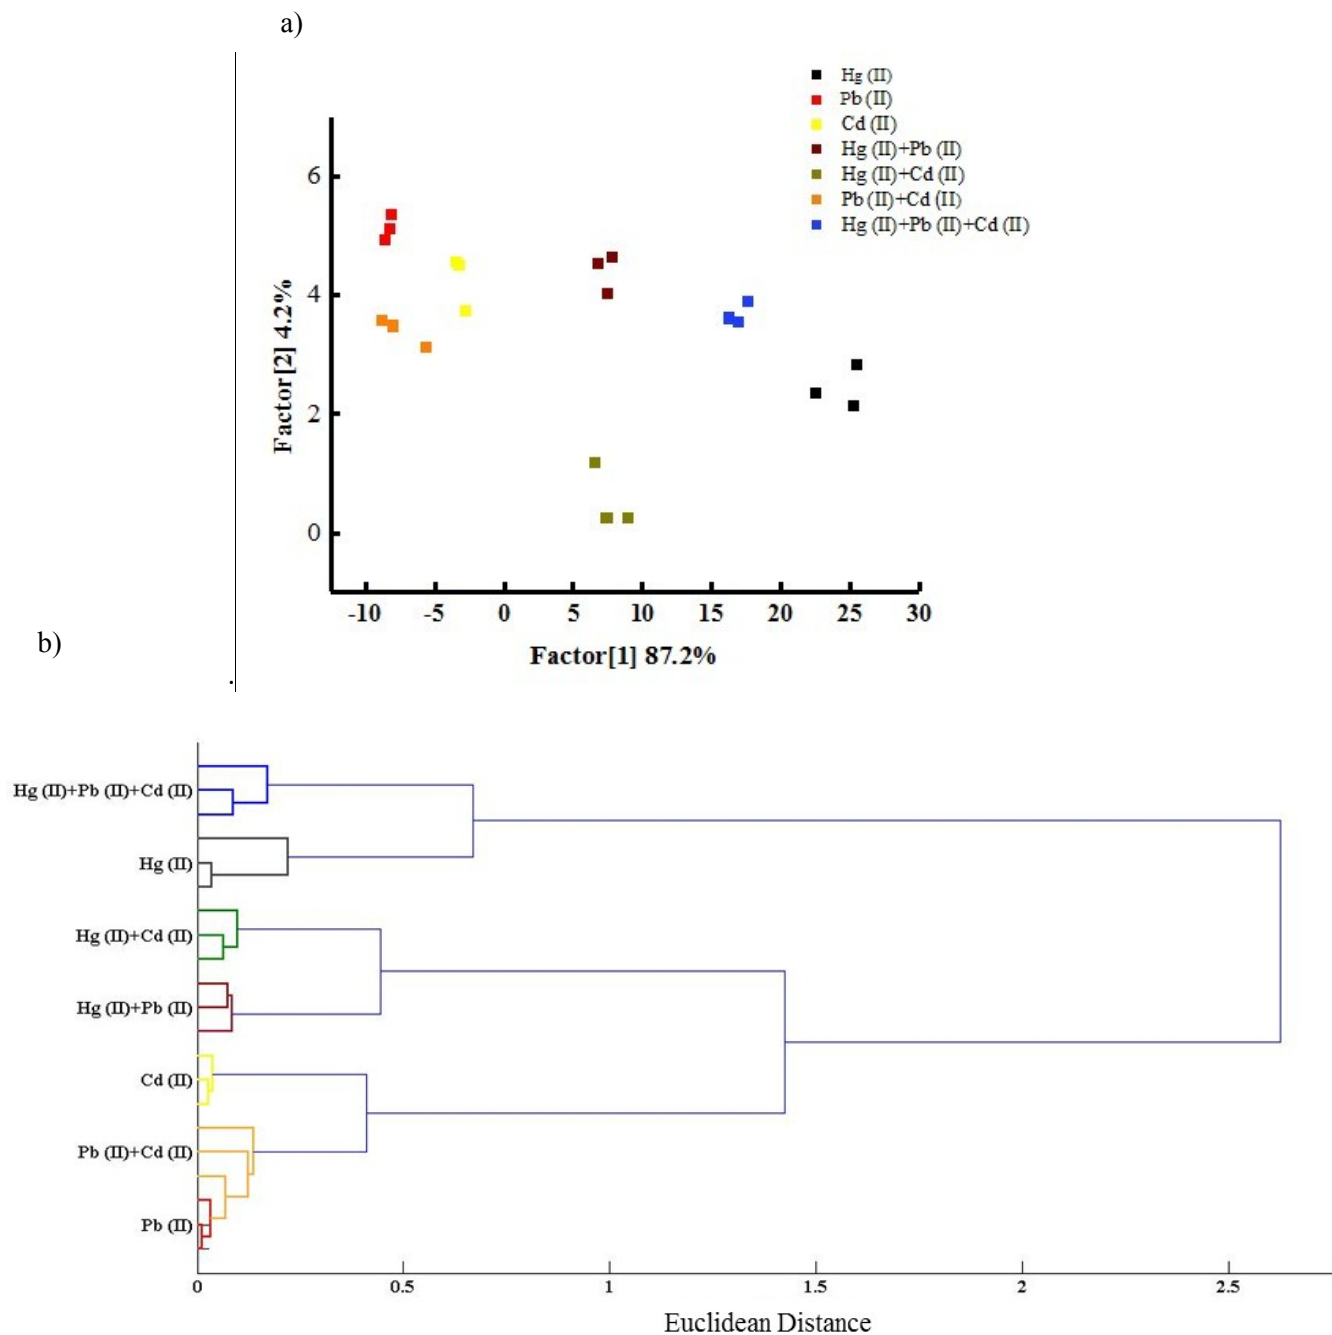 a)
Hg (II)
Pb (II)
Cd (II)
Hg (II)+Pb (II)
Hg (II)+Cd (II)
Pb (II)+Cd (II)
Hg (II)+Pb (II)+Cd (II)
6
4
2
0
Factor[2] 4.2%
-10 -5 0 5 10 15 20 25 30
Factor[1] 87.2%
b)
.
Hg (II)+Pb (II)+Cd (II)
Hg (II)
Hg (II)+Cd (II)
Hg (II)+Pb (II)
Cd (II)
Pb (II)+Cd (II)
Pb (II)
0 0.5 1 1.5 2 2.5
Euclidean Distance